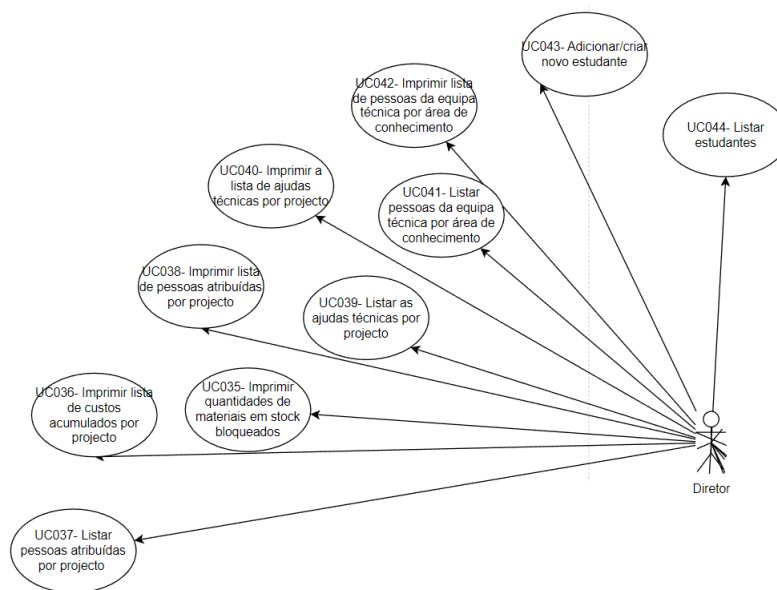 UC043- Adicionar/criar
novo estudante
UC042- Imprimir lista
de pessoas da equipa
técnica por área de
conhecimento
UC044- Listar
estudantes
UC040- Imprimir a
lista de ajudas
técnicas por projecto
UC041- Listar
pessoas da equipa
técnica por área de
conhecimento
UC038- Imprimir lista
de pessoas atribuídas
por projecto
UC039- Listar as
ajudas técnicas por
projecto
UC036- Imprimir lista
de custos
acumulados por
projecto
UC035- Imprimir
quantidades de
materiais em stock
bloqueados
Diretor
UC037- Listar
pessoas atribuídas
por projecto